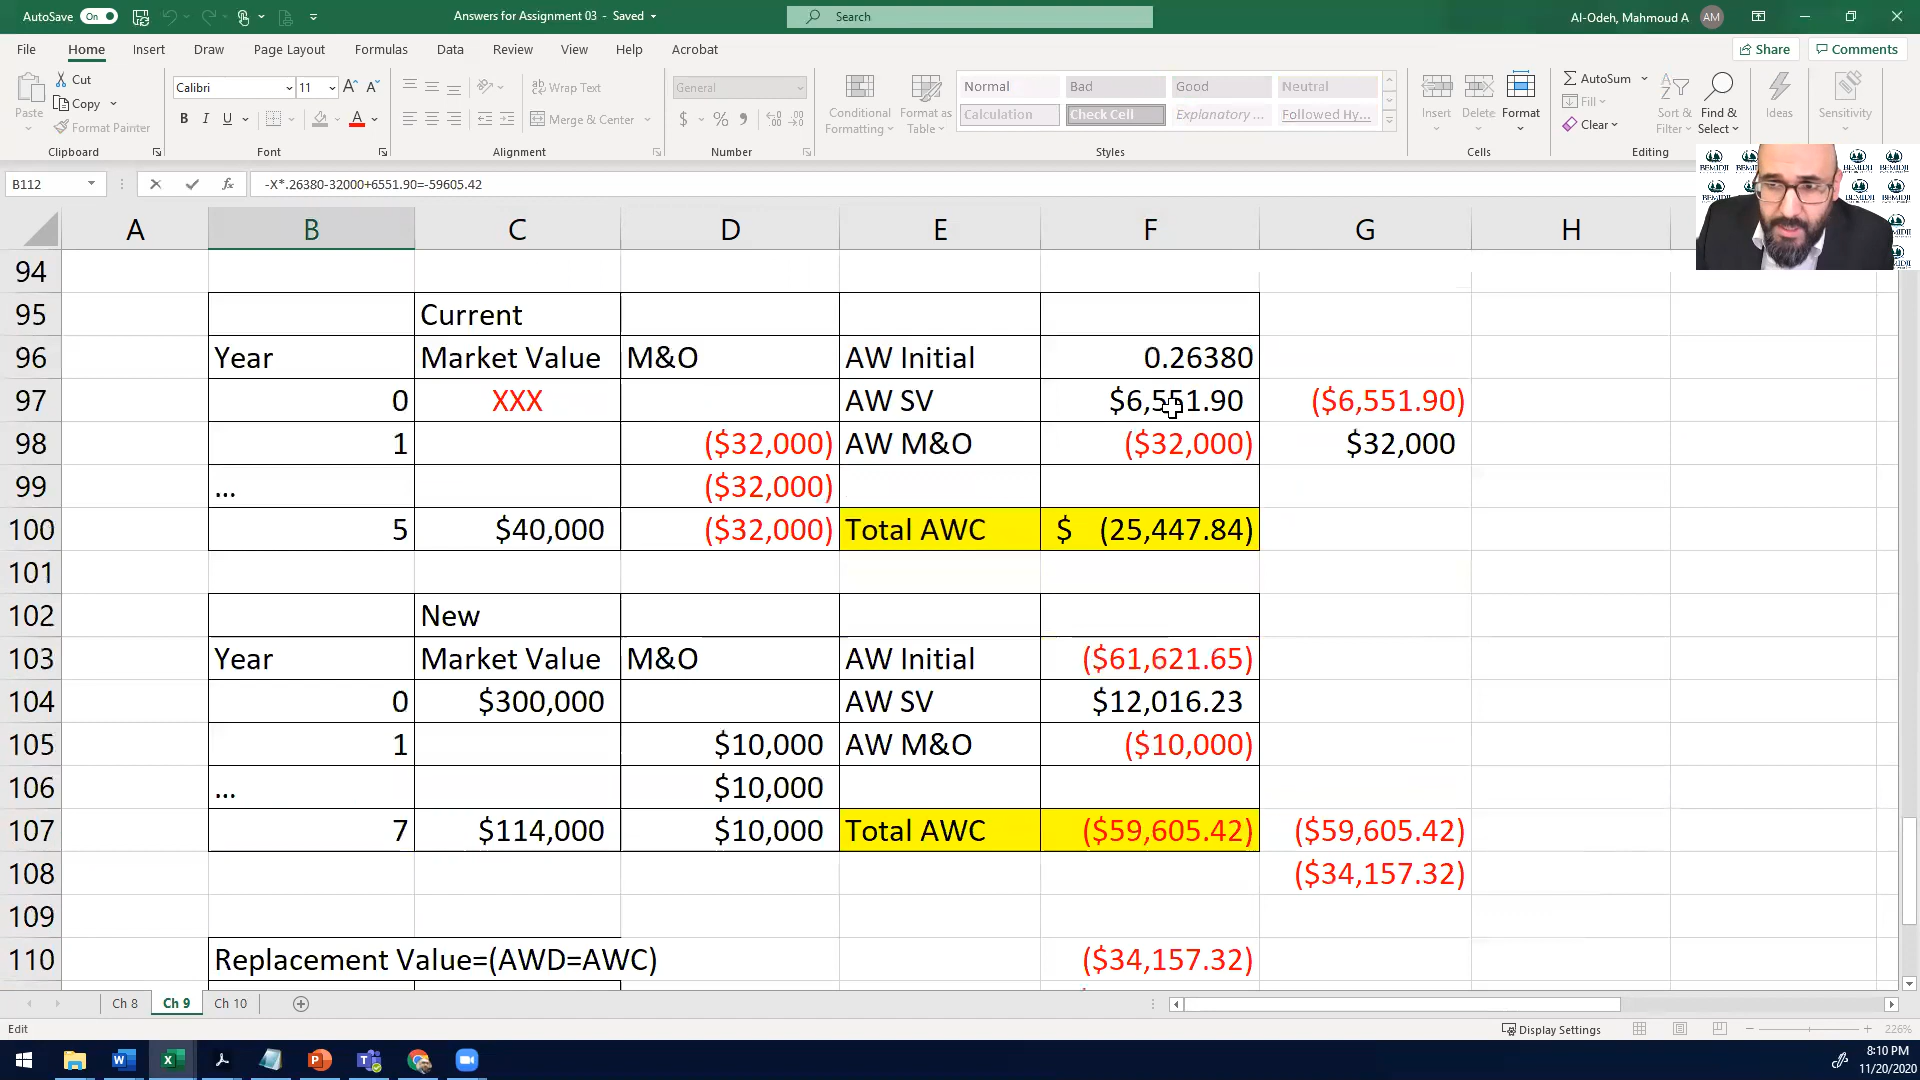 AutoSave On Answers for Assignment 03 - Saved Search Al-Odeh, Mahmoud A AM
File Home Insert Draw Page Layout Formulas Data Review View Help Acrobat Share Comments
Paste Cut Copy Format Painter Clipboard
Calibri 11 A A B I U A Font
Wrap Text Merge & Center Alignment
General $ % Number
Conditional Formatting Format as Table Normal Bad Good Neutral
Calculation Check Cell Explanatory ... Followed Hy... Styles
Insert Delete Format Cells
AutoSum Fill Clear Sort & Filter Find & Select Editing
Ideas Sensitivity
BEMIDJI
B112 fx -X*.26380-32000+6551.90=-59605.42
A B C D E F G H
94
95 Current
96 Year Market Value M&O AW Initial 0.26380
97 0 XXX AW SV $6,551.90 ($6,551.90)
98 1 ($32,000) AW M&O ($32,000) $32,000
99 ... ($32,000)
100 5 $40,000 ($32,000) Total AWC $ (25,447.84)
101
102 New
103 Year Market Value M&O AW Initial ($61,621.65)
104 0 $300,000 AW SV $12,016.23
105 1 $10,000 AW M&O ($10,000)
106 ... $10,000
107 7 $114,000 $10,000 Total AWC ($59,605.42) ($59,605.42)
108 ($34,157.32)
109
110 Replacement Value=(AWD=AWC) ($34,157.32)
Ch 8 Ch 9 Ch 10
Edit Display Settings 226%
8:10 PM
11/20/2020